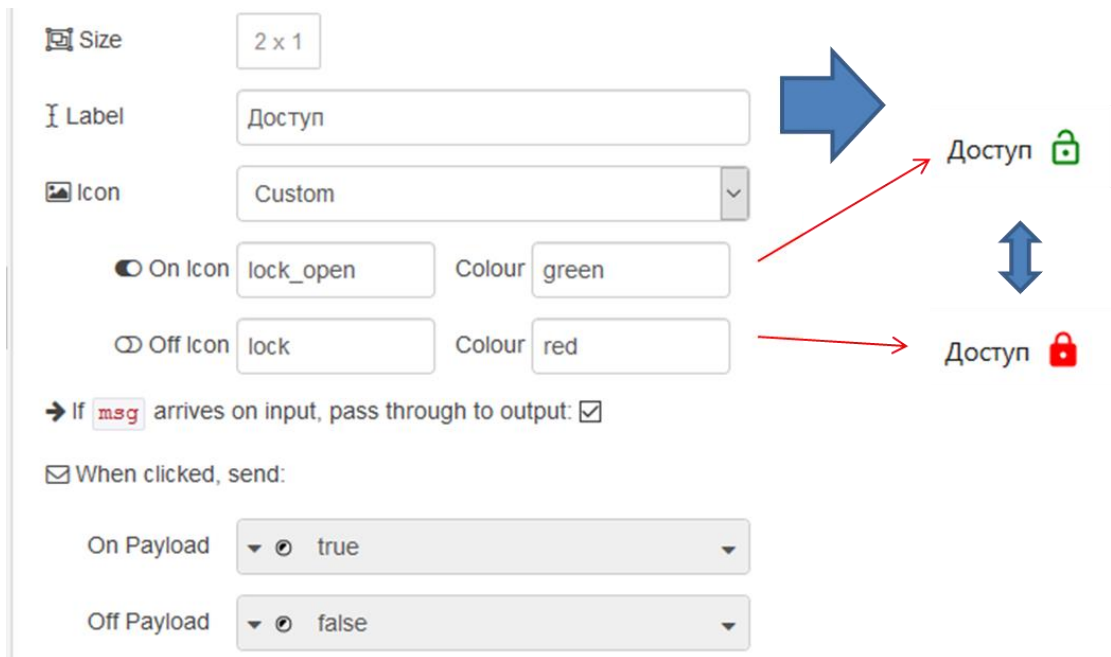 Size 2 x 1
Label Доступ
Icon Custom
On Icon lock_open Colour green
Off Icon lock Colour red
If msg arrives on input, pass through to output:
When clicked, send:
On Payload true
Off Payload false
Доступ
Доступ